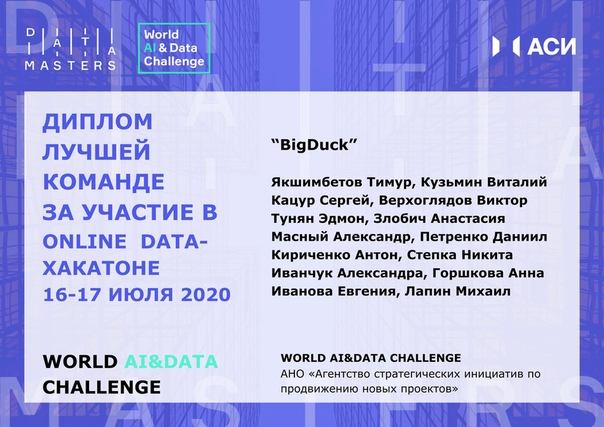 DATA
MASTERS
World
AI & Data
Challenge
АСИ
ДИПЛОМ
ЛУЧШЕЙ
КОМАНДЕ
ЗА УЧАСТИЕ В
ONLINE DATA-
ХАКАТОНЕ
16-17 ИЮЛЯ 2020
“BigDuck”
Якшимбетов Тимур, Кузьмин Виталий
Кацур Сергей, Верхоглядов Виктор
Тунян Эдмон, Злобич Анастасия
Масный Александр, Петренко Даниил
Кириченко Антон, Степка Никита
Иванчук Александра, Горшкова Анна
Иванова Евгения, Лапин Михаил
WORLD AI&DATA
CHALLENGE
WORLD AI&DATA CHALLENGE
АНО «Агентство стратегических инициатив по
продвижению новых проектов»